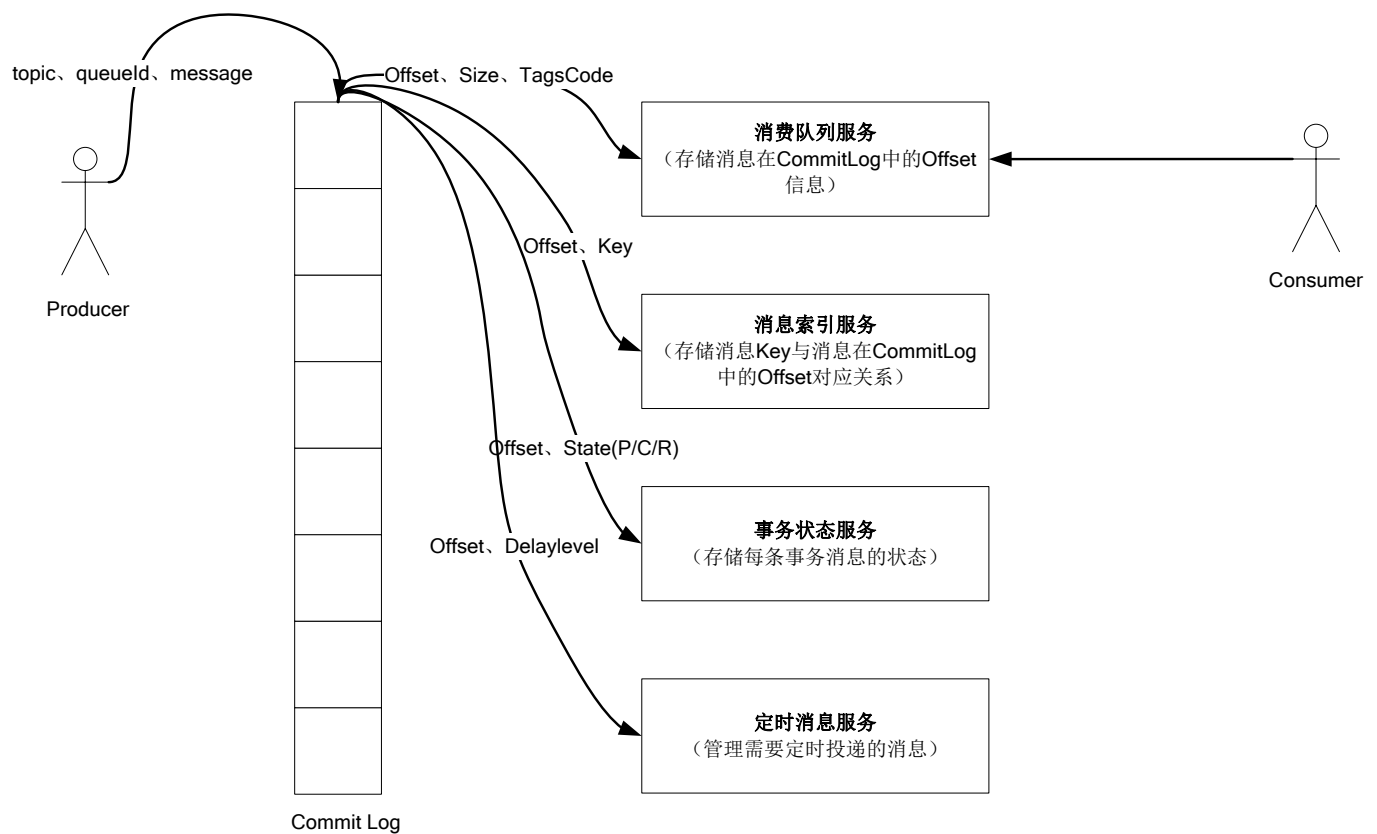 topic、queueId、message
Offset、Size、TagsCode
消费队列服务
（存储消息在CommitLog中的Offset
信息）
Offset、Key
Producer
Consumer
消息索引服务
（存储消息Key与消息在CommitLog
中的Offset对应关系）
Offset、State(P/C/R)
事务状态服务
（存储每条事务消息的状态）
Offset、Delaylevel
定时消息服务
（管理需要定时投递的消息）
Commit Log